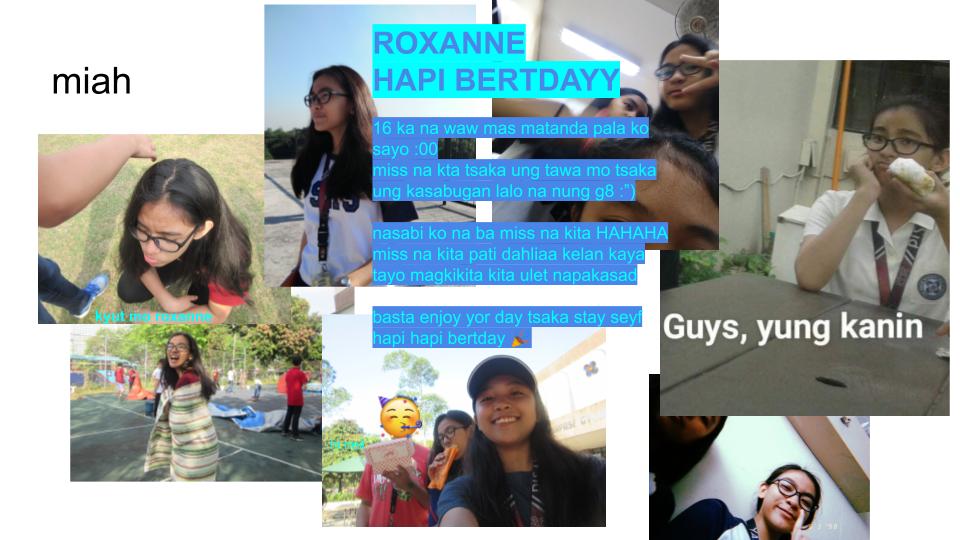 miah
ROXANNE
HAPI BERTDAYY
16 ka na waw mas matanda pala ko
sayo :00
miss na kta tsaka ung tawa mo tsaka
ung kasabugan lalo na nung g8 :")
nasabi ko na ba miss na kita HAHAHA
miss na kita pati dahliaa kelan kaya
tayo magkikita kita ulet napakasad
basta enjoy yor day tsaka stay seyf
hapi hapi bertday 🎉
kyut mo roxanne
Guys, yung kanin